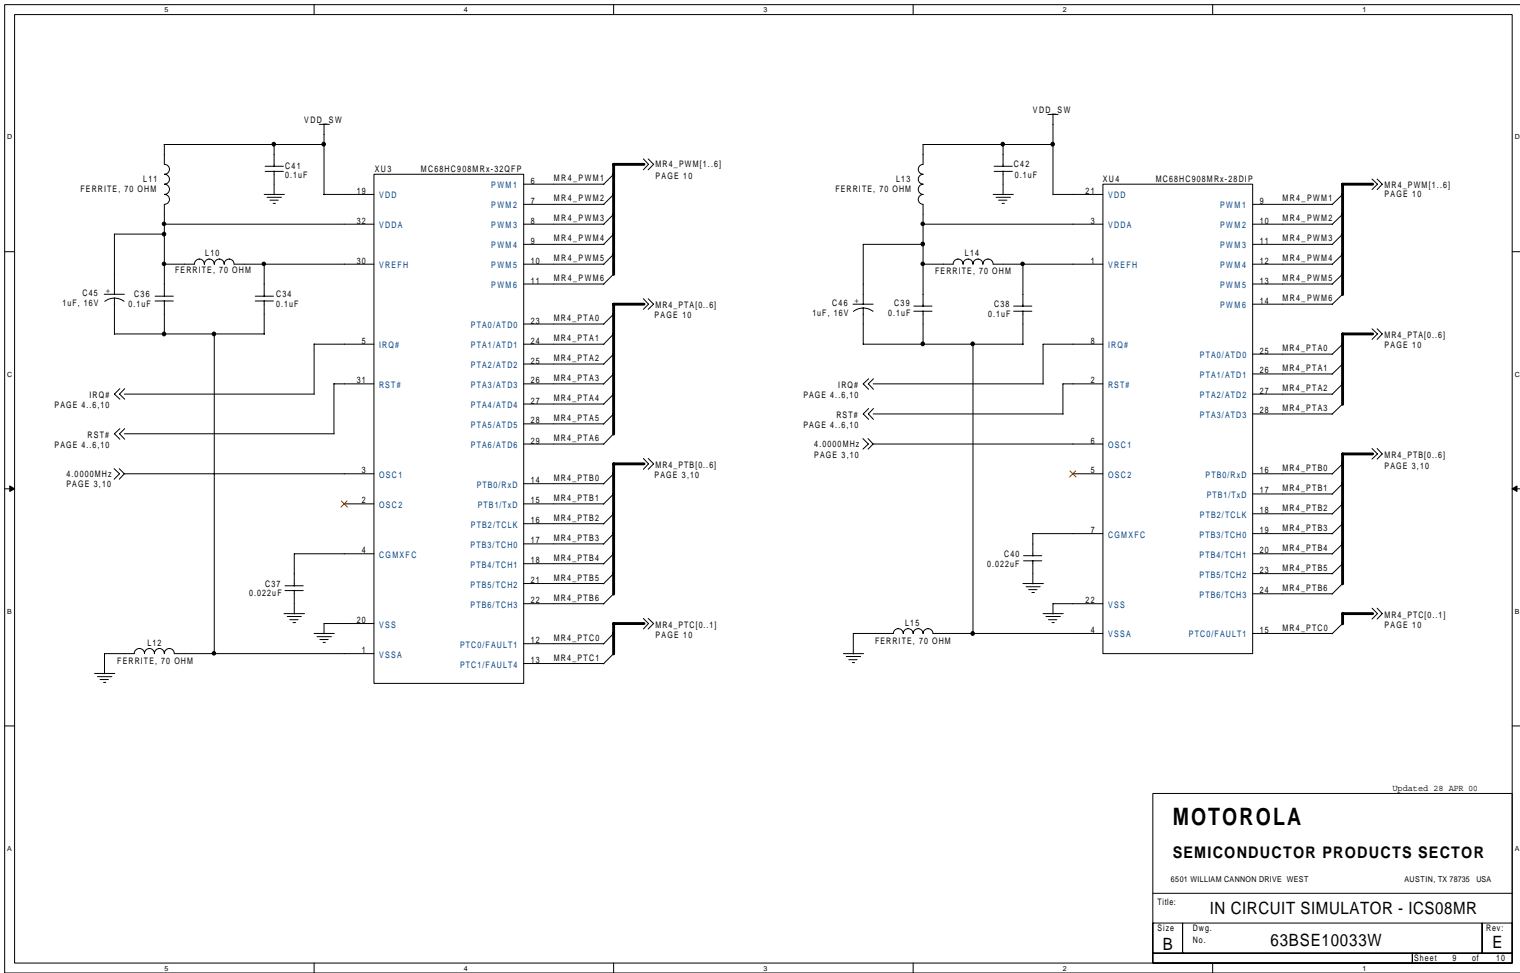 5 4 3 2 1
D D
C C
B B
A A
VDD_SW
L11
FERRITE, 70 OHM
C41
0.1uF
XU3 MC68HC908MRx-32QFP
19 VDD
32 VDDA
L10
FERRITE, 70 OHM
30 VREFH
C45
1uF, 16V
+
C36
0.1uF
C34
0.1uF
5 IRQ#
31 RST#
IRQ#
PAGE 4..6,10
RST#
PAGE 4..6,10
4.0000MHz
PAGE 3,10
3 OSC1
2 OSC2
4 CGMXFC
C37
0.022uF
20 VSS
L12
FERRITE, 70 OHM
1 VSSA
PWM1 6 MR4_PWM1
PWM2 7 MR4_PWM2
PWM3 8 MR4_PWM3
PWM4 9 MR4_PWM4
PWM5 10 MR4_PWM5
PWM6 11 MR4_PWM6
MR4_PWM[1..6]
PAGE 10
PTA0/ATD0 23 MR4_PTA0
PTA1/ATD1 24 MR4_PTA1
PTA2/ATD2 25 MR4_PTA2
PTA3/ATD3 26 MR4_PTA3
PTA4/ATD4 27 MR4_PTA4
PTA5/ATD5 28 MR4_PTA5
PTA6/ATD6 29 MR4_PTA6
MR4_PTA[0..6]
PAGE 10
PTB0/RxD 14 MR4_PTB0
PTB1/TxD 15 MR4_PTB1
PTB2/TCLK 16 MR4_PTB2
PTB3/TCH0 17 MR4_PTB3
PTB4/TCH1 18 MR4_PTB4
PTB5/TCH2 21 MR4_PTB5
PTB6/TCH3 22 MR4_PTB6
MR4_PTB[0..6]
PAGE 3,10
PTC0/FAULT1 12 MR4_PTC0
PTC1/FAULT4 13 MR4_PTC1
MR4_PTC[0..1]
PAGE 10
VDD_SW
L13
FERRITE, 70 OHM
C42
0.1uF
XU4 MC68HC908MRx-28DIP
21 VDD
3 VDDA
L14
FERRITE, 70 OHM
1 VREFH
C46
1uF, 16V
+
C39
0.1uF
C38
0.1uF
8 IRQ#
2 RST#
IRQ#
PAGE 4..6,10
RST#
PAGE 4..6,10
4.0000MHz
PAGE 3,10
6 OSC1
5 OSC2
7 CGMXFC
C40
0.022uF
22 VSS
L15
FERRITE, 70 OHM
4 VSSA
PWM1 9 MR4_PWM1
PWM2 10 MR4_PWM2
PWM3 11 MR4_PWM3
PWM4 12 MR4_PWM4
PWM5 13 MR4_PWM5
PWM6 14 MR4_PWM6
MR4_PWM[1..6]
PAGE 10
PTA0/ATD0 25 MR4_PTA0
PTA1/ATD1 26 MR4_PTA1
PTA2/ATD2 27 MR4_PTA2
PTA3/ATD3 28 MR4_PTA3
MR4_PTA[0..6]
PAGE 10
PTB0/RxD 16 MR4_PTB0
PTB1/TxD 17 MR4_PTB1
PTB2/TCLK 18 MR4_PTB2
PTB3/TCH0 19 MR4_PTB3
PTB4/TCH1 20 MR4_PTB4
PTB5/TCH2 23 MR4_PTB5
PTB6/TCH3 24 MR4_PTB6
MR4_PTB[0..6]
PAGE 3,10
PTC0/FAULT1 15 MR4_PTC0
MR4_PTC[0..1]
PAGE 10
Updated 28 APR 00
MOTOROLA
SEMICONDUCTOR PRODUCTS SECTOR
6501 WILLIAM CANNON DRIVE WEST AUSTIN, TX 78735 USA
Title: IN CIRCUIT SIMULATOR - ICS08MR
Size B Dwg. No. 63BSE10033W Rev: E
Sheet 9 of 10
5 4 3 2 1